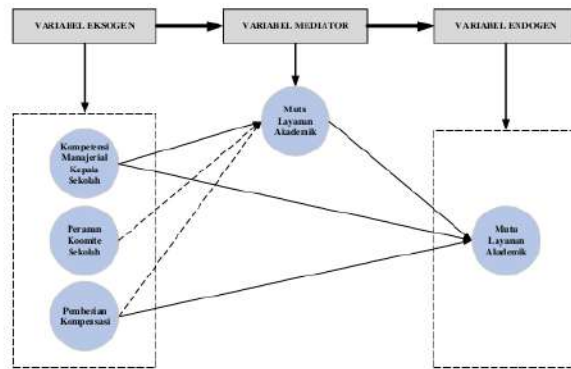 VARIABEL EKSOGEN
VARIABEL MEDIATOR
VARIABEL ENDOGEN
Mutu
Layanan
Akademik
Kompetensi
Manajerial
Kepala
Sekolah
Peranan
Koomite
Sekolah
Mutu
Layanan
Akademik
Pemberian
Kompensasi